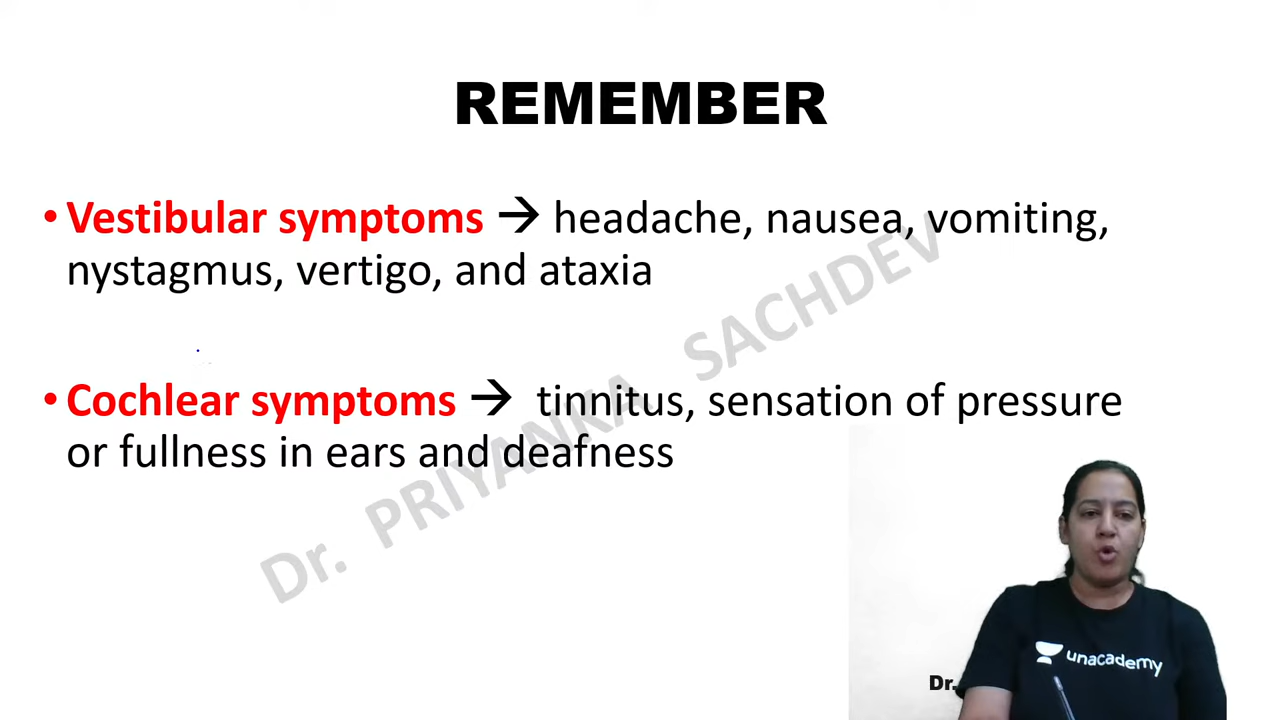 REMEMBER
• Vestibular symptoms → headache, nausea, vomiting,
nystagmus, vertigo, and ataxia
• Cochlear symptoms → tinnitus, sensation of pressure
or fullness in ears and deafness
Dr. PRIYANKA SACHDEV
unacademy
Dr.